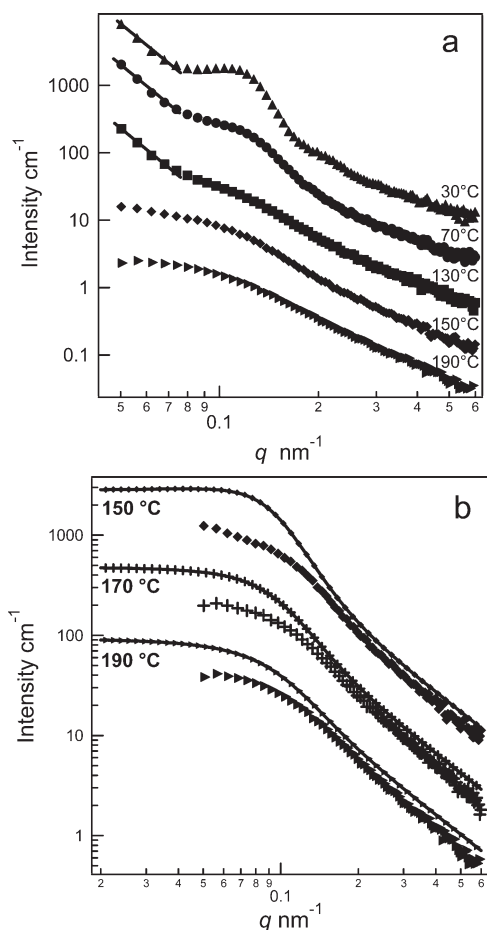 a
1000
100
10
1
0.1
Intensity cm⁻¹
30°C
70°C
130°C
150°C
190°C
5 6 7 8 9 2 3 4 5 6
0.1
q nm⁻¹
b
1000
100
10
1
Intensity cm⁻¹
150 °C
170 °C
190 °C
2 3 4 5 6 7 8 9 2 3 4 5 6
0.1
q nm⁻¹